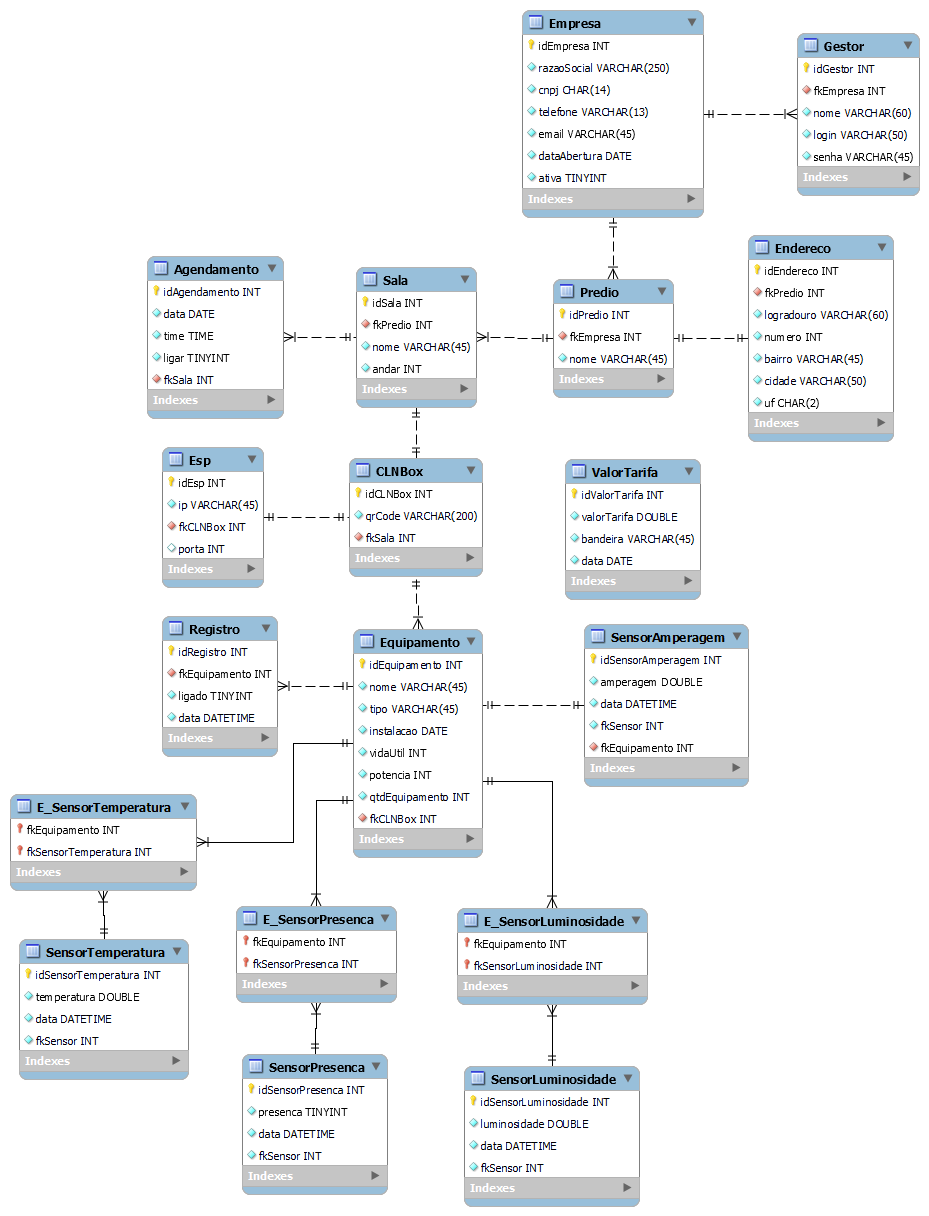 Empresa
idEmpresa INT
razaoSocial VARCHAR(250)
cnpj CHAR(14)
telefone VARCHAR(13)
email VARCHAR(45)
dataAbertura DATE
ativa TINYINT
Indexes
Gestor
idGestor INT
fkEmpresa INT
nome VARCHAR(60)
login VARCHAR(50)
senha VARCHAR(45)
Indexes
Agendamento
idAgendamento INT
data DATE
time TIME
ligar TINYINT
fkSala INT
Indexes
Sala
idSala INT
fkPredio INT
nome VARCHAR(45)
andar INT
Indexes
Predio
idPredio INT
fkEmpresa INT
nome VARCHAR(45)
Indexes
Endereco
idEndereco INT
fkPredio INT
logradouro VARCHAR(60)
numero INT
bairro VARCHAR(45)
cidade VARCHAR(50)
uf CHAR(2)
Indexes
Esp
idEsp INT
ip VARCHAR(45)
fkCLNBox INT
porta INT
Indexes
CLNBox
idCLNBox INT
qrCode VARCHAR(200)
fkSala INT
Indexes
ValorTarifa
idValorTarifa INT
valorTarifa DOUBLE
bandeira VARCHAR(45)
data DATE
Indexes
Registro
idRegistro INT
fkEquipamento INT
ligado TINYINT
data DATETIME
Indexes
Equipamento
idEquipamento INT
nome VARCHAR(45)
tipo VARCHAR(45)
instalacao DATE
vidaUtil INT
potencia INT
qtdEquipamento INT
fkCLNBox INT
Indexes
SensorAmperagem
idSensorAmperagem INT
amperagem DOUBLE
data DATETIME
fkSensor INT
fkEquipamento INT
Indexes
E_SensorTemperatura
fkEquipamento INT
fkSensorTemperatura INT
Indexes
E_SensorPresenca
fkEquipamento INT
fkSensorPresenca INT
Indexes
E_SensorLuminosidade
fkEquipamento INT
fkSensorLuminosidade INT
Indexes
SensorTemperatura
idSensorTemperatura INT
temperatura DOUBLE
data DATETIME
fkSensor INT
Indexes
SensorPresenca
idSensorPresenca INT
presenca TINYINT
data DATETIME
fkSensor INT
Indexes
SensorLuminosidade
idSensorLuminosidade INT
luminosidade DOUBLE
data DATETIME
fkSensor INT
Indexes